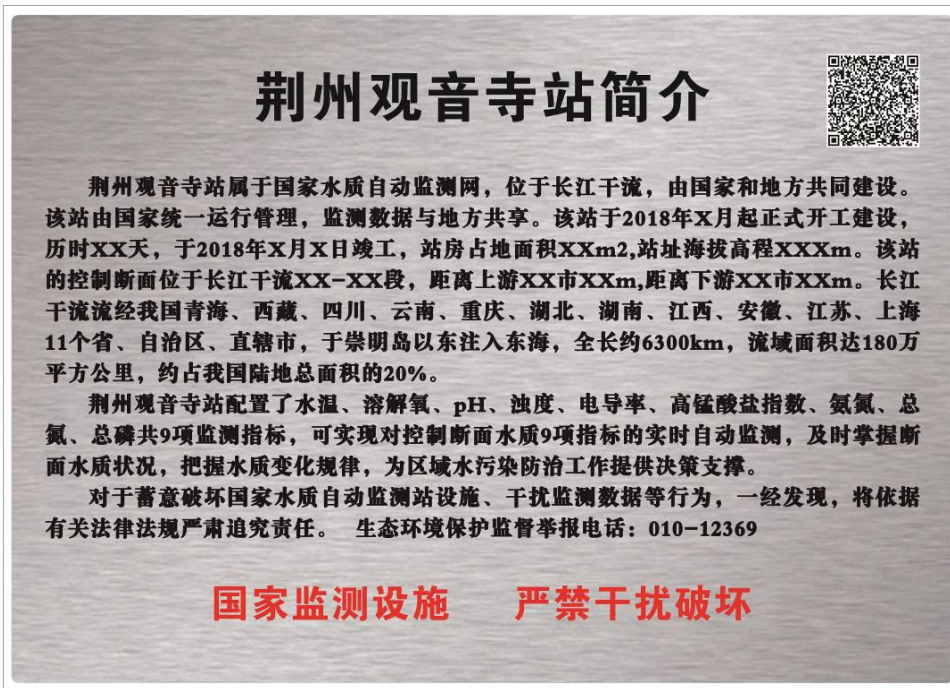 荆州观音寺站简介
荆州观音寺站属于国家水质自动监测网，位于长江干流，由国家和地方共同建设。
该站由国家统一运行管理，监测数据与地方共享。该站于2018年X月起正式开工建设，
历时XX天，于2018年X月X日竣工，站房占地面积XXm2,站址海拔高程XXXm。该站
的控制断面位于长江干流XX-XX段，距离上游XX市XXm,距离下游XX市XXm。长江
干流流经我国青海、西藏、四川、云南、重庆、湖北、湖南、江西、安徽、江苏、上海
11个省、自治区、直辖市，于崇明岛以东注入东海，全长约6300km，流域面积达180万
平方公里，约占我国陆地总面积的20%。
荆州观音寺站配置了水温、溶解氧、pH、浊度、电导率、高锰酸盐指数、氨氮、总
氮、总磷共9项监测指标，可实现对控制断面水质9项指标的实时自动监测，及时掌握断
面水质状况，把握水质变化规律，为区域水污染防治工作提供决策支撑。
对于蓄意破坏国家水质自动监测站设施、干扰监测数据等行为，一经发现，将依据
有关法律法规严肃追究责任。 生态环境保护监督举报电话：010-12369
国家监测设施 严禁干扰破坏